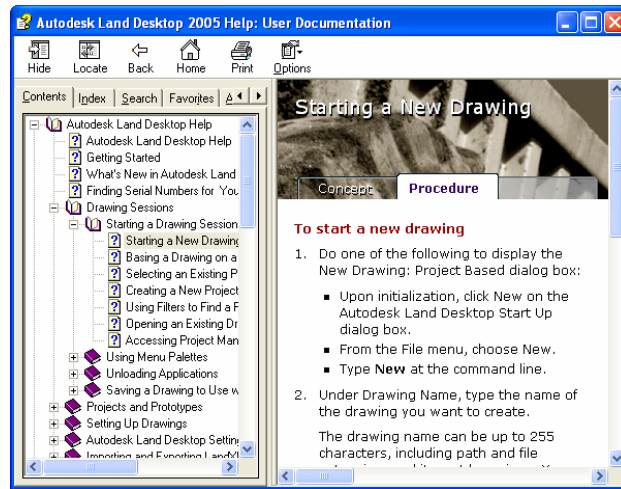 Autodesk Land Desktop 2005 Help: User Documentation
Hide Locate Back Home Print Options
Contents Index Search Favorites A
Autodesk Land Desktop Help
Autodesk Land Desktop Help
Getting Started
What's New in Autodesk Land
Finding Serial Numbers for You
Drawing Sessions
Starting a Drawing Session
Starting a New Drawing
Basing a Drawing on a
Selecting an Existing P
Creating a New Project
Using Filters to Find a
Opening an Existing Dr
Accessing Project Man
Using Menu Palettes
Unloading Applications
Saving a Drawing to Use w
Projects and Prototypes
Setting Up Drawings
Autodesk Land Desktop Setting
Importing and Exporting
Starting a New Drawing
Concept Procedure
To start a new drawing
1. Do one of the following to display the
New Drawing: Project Based dialog box:
▪ Upon initialization, click New on the
Autodesk Land Desktop Start Up
dialog box.
▪ From the File menu, choose New.
▪ Type New at the command line.
2. Under Drawing Name, type the name of
the drawing you want to create.
The drawing name can be up to 255
characters, including path and file